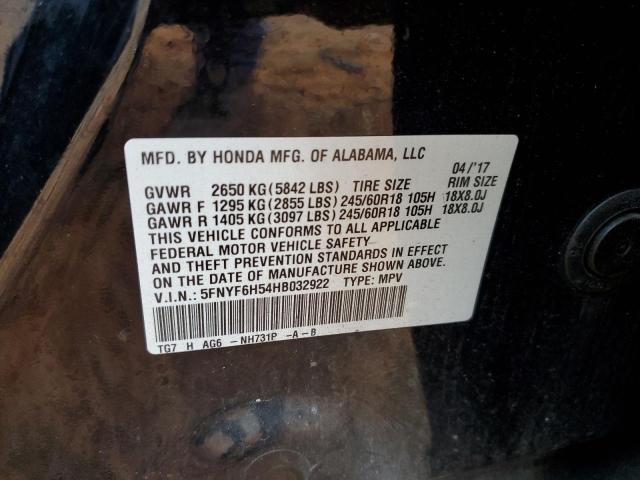 MFD. BY HONDA MFG. OF ALABAMA, LLC 04/'17
GVWR 2650 KG(5842 LBS) TIRE SIZE RIM SIZE
GAWR F 1295 KG(2855 LBS)245/60R18 105H 18X8.0J
GAWR R 1405 KG(3097 LBS)245/60R18 105H 18X8.0J
THIS VEHICLE CONFORMS TO ALL APPLICABLE
FEDERAL MOTOR VEHICLE SAFETY
AND THEFT PREVENTION STANDARDS IN EFFECT
ON THE DATE OF MANUFACTURE SHOWN ABOVE.
V.I.N.: 5FNYF6H54HB032922 TYPE: MPV
TG7 H AG6 -NH731P -A-B